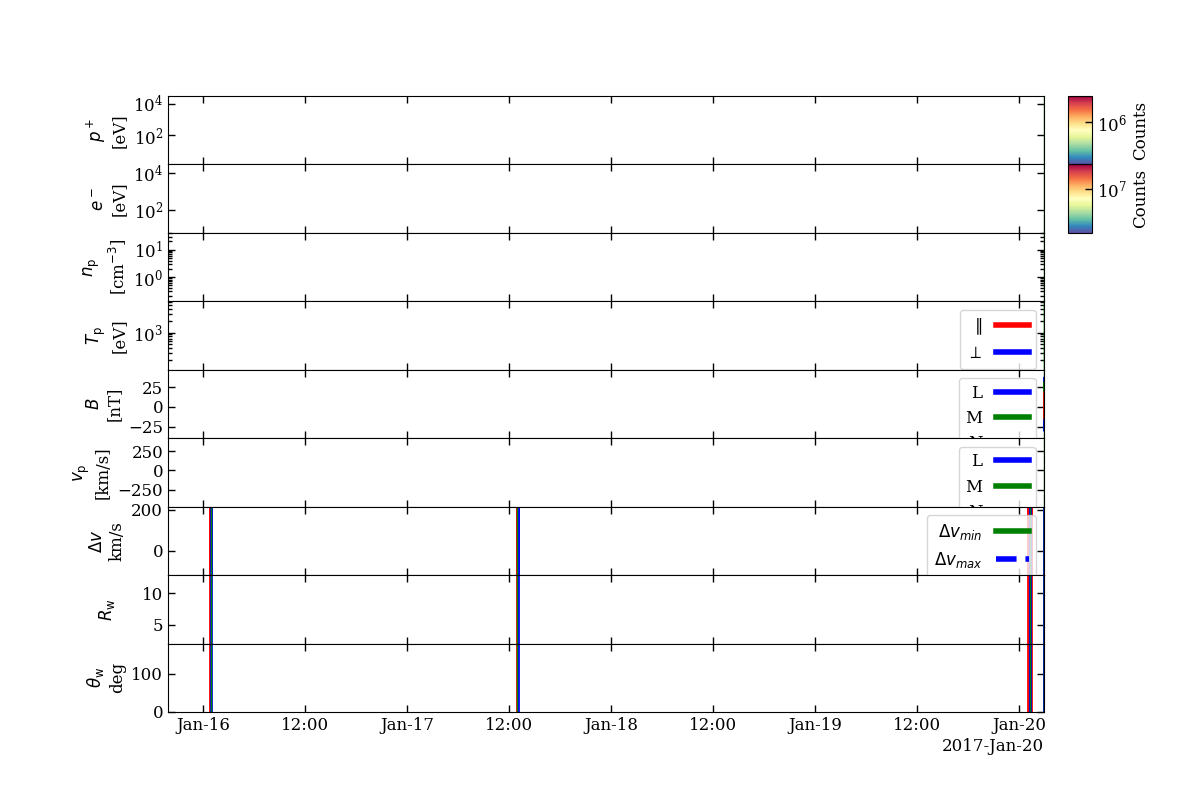 p⁺
[eV]
10⁴
10²
10⁶
Counts
e⁻
[eV]
10⁴
10²
10⁷
Counts
nₚ
[cm⁻³]
10¹
10⁰
Tₚ
[eV]
10³
∥
⊥
B
[nT]
25
0
−25
L
M
vₚ
[km/s]
250
0
−250
L
M
Δv
km/s
200
0
Δv_min
Δv_max
R_w
10
5
θ_w
deg
100
0
Jan-16 12:00 Jan-17 12:00 Jan-18 12:00 Jan-19 12:00 Jan-20
2017-Jan-20